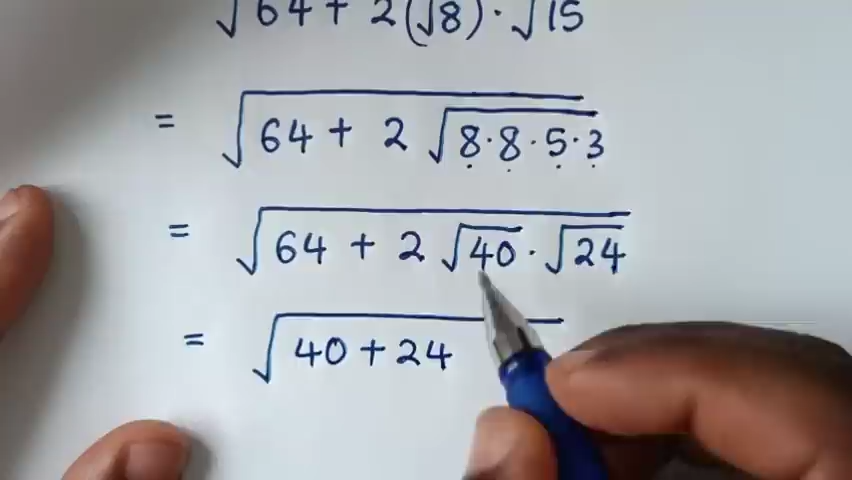 √64 + 2(√8) · √15
= √(64 + 2 √(8 · 8 · 5 · 3))
= √(64 + 2 √40 · √24)
= √(40 + 24